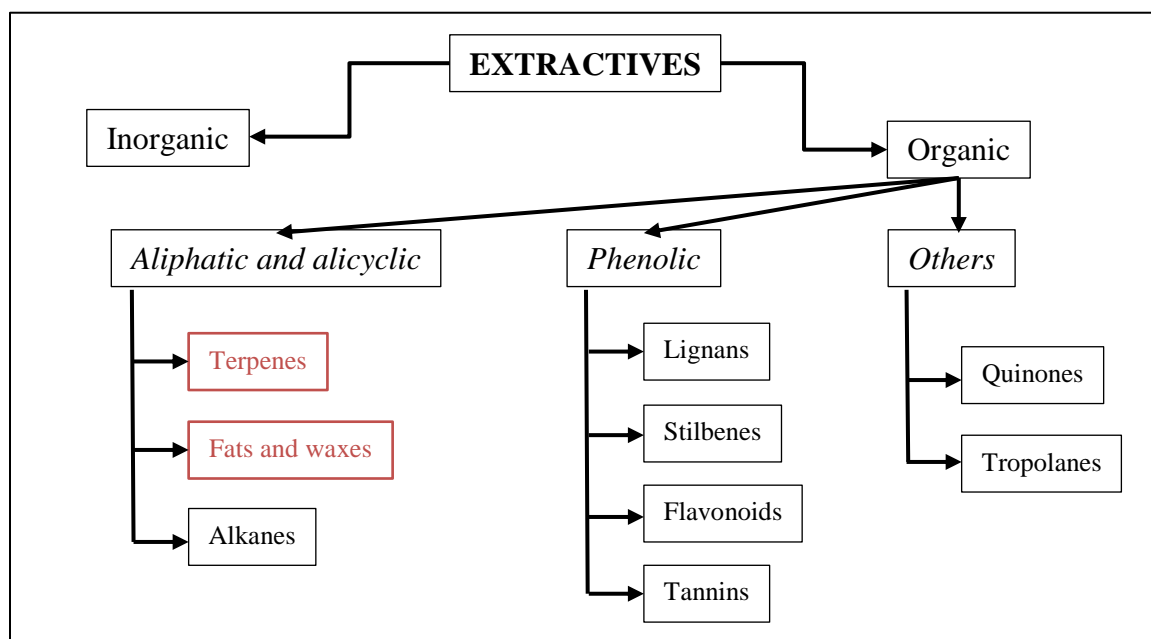 EXTRACTIVES
Inorganic
Organic
Aliphatic and alicyclic
Phenolic
Others
Terpenes
Fats and waxes
Alkanes
Lignans
Stilbenes
Flavonoids
Tannins
Quinones
Tropolanes